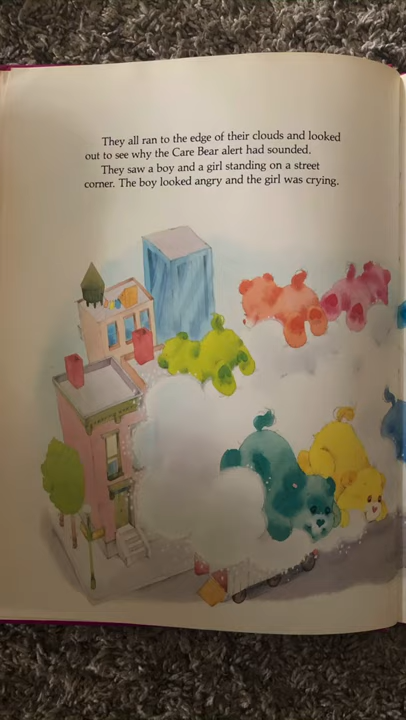 They all ran to the edge of their clouds and looked
out to see why the Care Bear alert had sounded.
They saw a boy and a girl standing on a street
corner. The boy looked angry and the girl was crying.